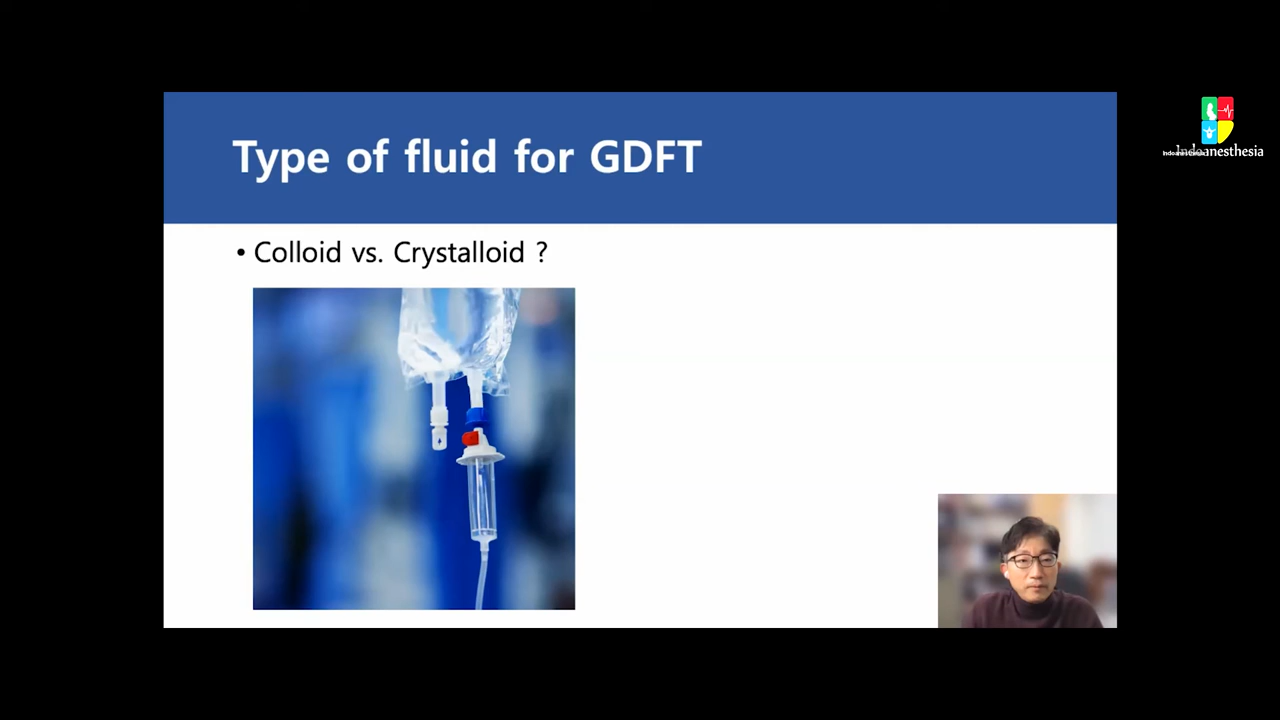 Type of fluid for GDFT
• Colloid vs. Crystalloid ?
Indoanesthesia